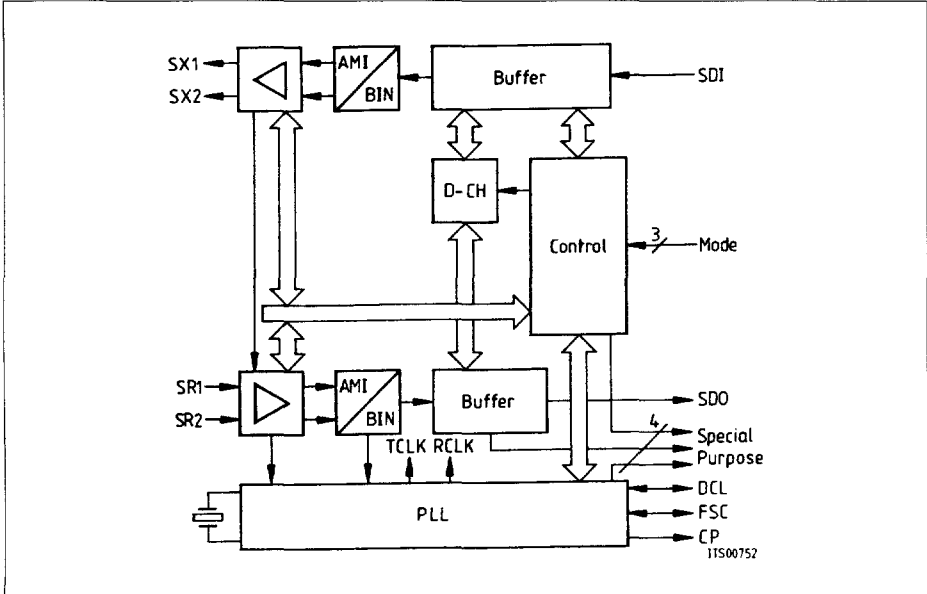 SX1
SX2
AMI
BIN
Buffer
SDI
D-CH
Control
3
Mode
SR1
SR2
AMI
BIN
Buffer
SDO
TCLK RCLK
4
Special
Purpose
PLL
DCL
FSC
CP
ITS00752